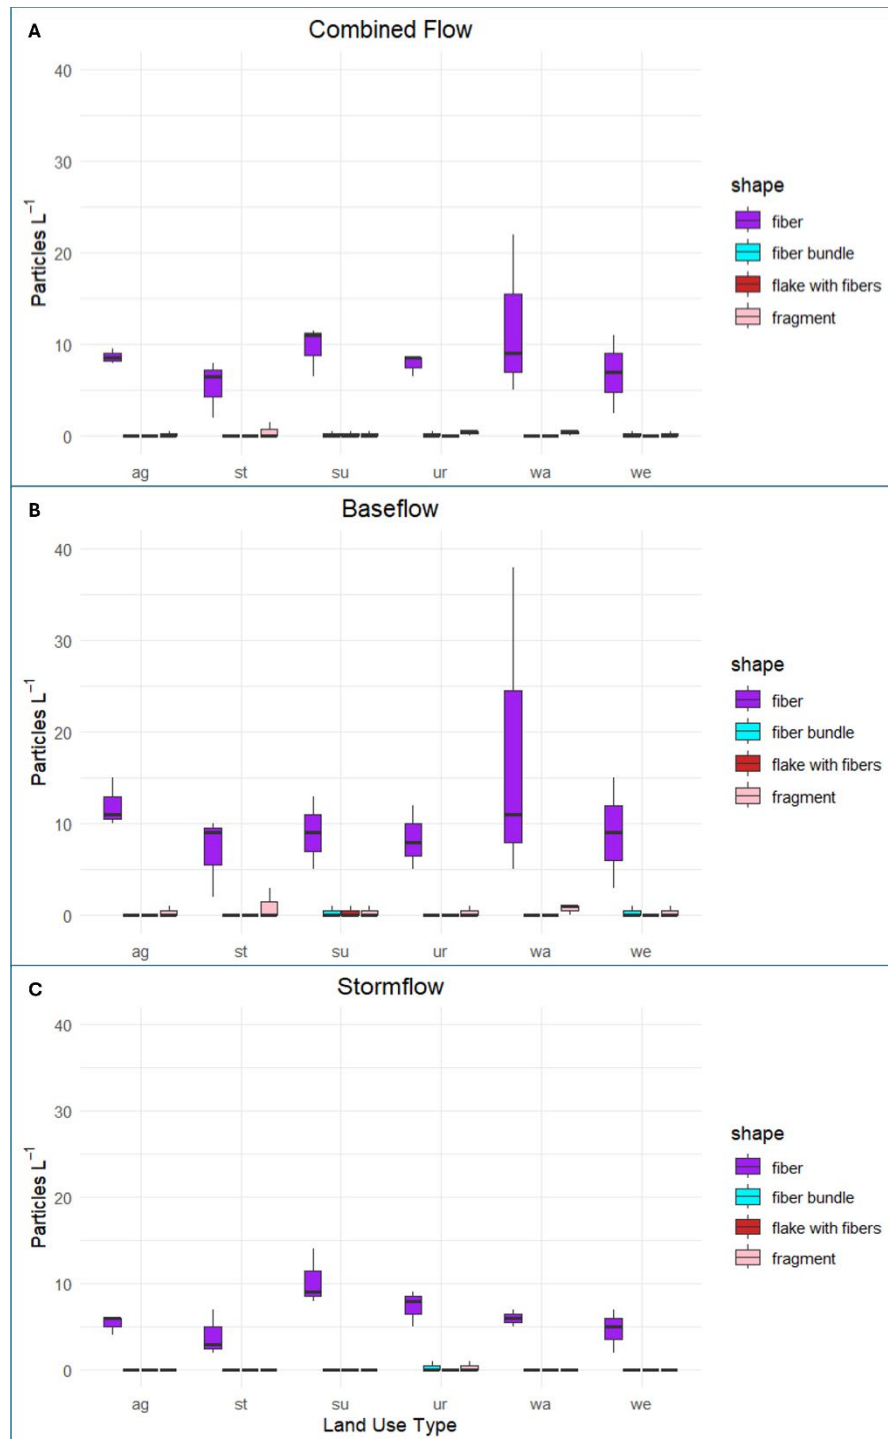 A
Combined Flow
40
30
20
10
0
Particles L⁻¹
ag st su ur wa we
shape
fiber
fiber bundle
flake with fibers
fragment
B
Baseflow
40
30
20
10
0
Particles L⁻¹
ag st su ur wa we
shape
fiber
fiber bundle
flake with fibers
fragment
C
Stormflow
40
30
20
10
0
Particles L⁻¹
ag st su ur wa we
Land Use Type
shape
fiber
fiber bundle
flake with fibers
fragment